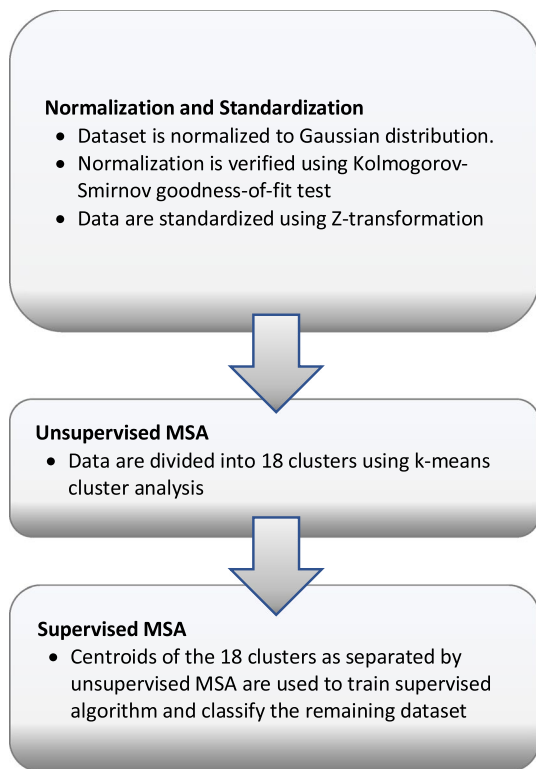 Normalization and Standardization
• Dataset is normalized to Gaussian distribution.
• Normalization is verified using Kolmogorov-
Smirnov goodness-of-fit test
• Data are standardized using Z-transformation
Unsupervised MSA
• Data are divided into 18 clusters using k-means
cluster analysis
Supervised MSA
• Centroids of the 18 clusters as separated by
unsupervised MSA are used to train supervised
algorithm and classify the remaining dataset